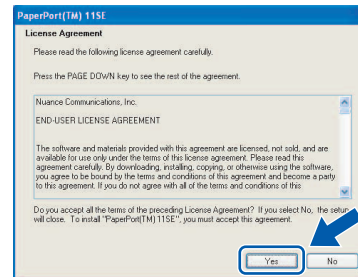 PaperPort(TM) 11SE
License Agreement
Please read the following license agreement carefully.
Press the PAGE DOWN key to see the rest of the agreement.
Nuance Communications, Inc.
END-USER LICENSE AGREEMENT
The software and materials provided with this agreement are licensed, not sold, and are
available for use only under the terms of this license agreement. Please read this
agreement carefully. By downloading, installing, copying, or otherwise using the software,
you agree to be bound by the terms and conditions of this agreement and become a party
to this agreement. If you do not agree with all of the terms and conditions of this
Do you accept all the terms of the preceding License Agreement? If you select No, the setup
will close. To install "PaperPort(TM) 11SE", you must accept this agreement.
Yes
No